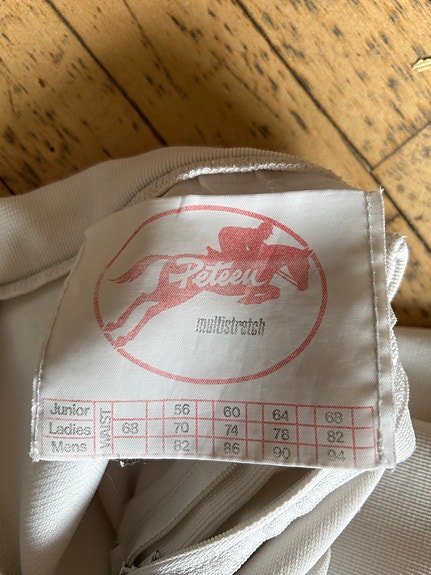 Peteen
multistretch
WAIST
Junior 56 60 64 68
Ladies 68 70 74 78 82
Mens 82 86 90 94